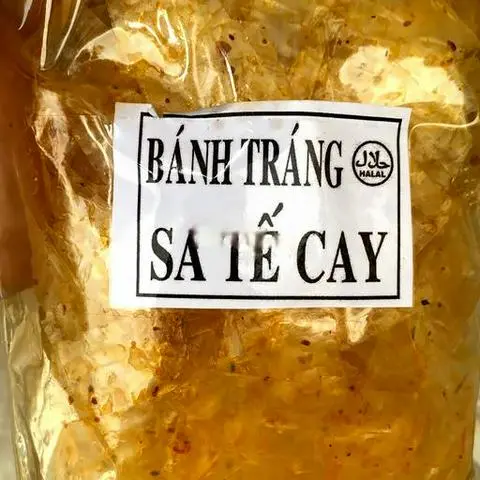 BÁNH TRÁNG
حلال
HALAL
SA TẾ CAY